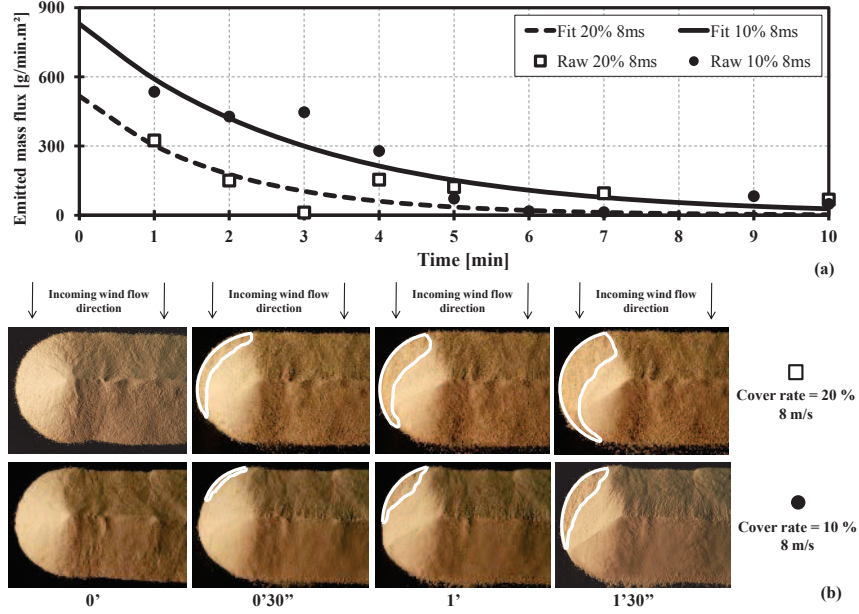 Emitted mass flux [g/min.m²]
900
600
300
0
Fit 20% 8ms
Fit 10% 8ms
Raw 20% 8ms
Raw 10% 8ms
0 1 2 3 4 5 6 7 8 9 10
Time [min]
(a)
Incoming wind flow
direction
Incoming wind flow
direction
Incoming wind flow
direction
Incoming wind flow
direction
Cover rate = 20 %
8 m/s
Cover rate = 10 %
8 m/s
0’ 0’30” 1’ 1’30” (b)